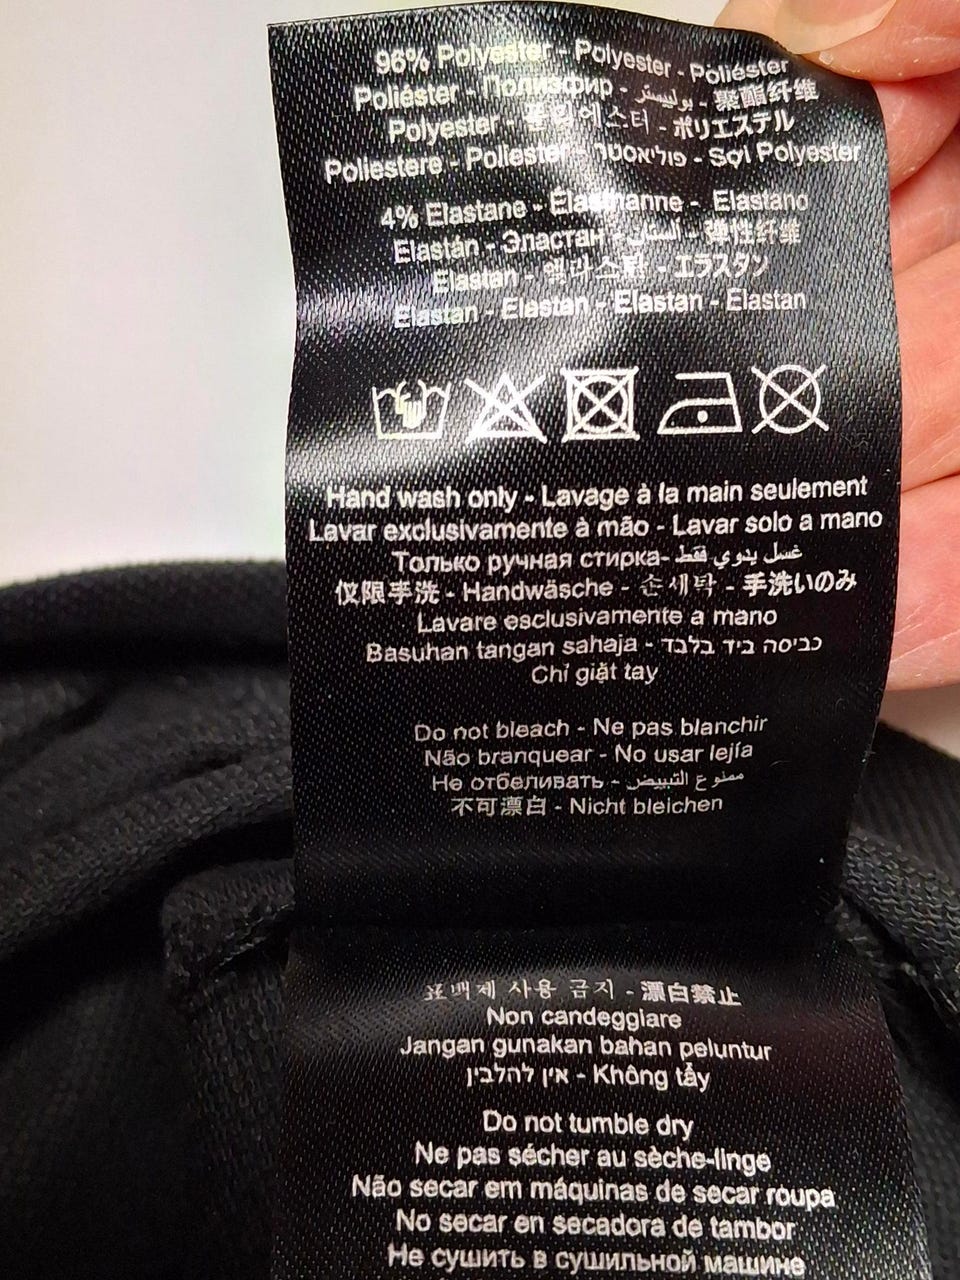 96% Polyester - Polyester - Poliéster
Poliéster - Полиэфир - بوليستر - 聚酯纤维
Polyester - 폴리에스터 - ポリエステル
Poliestere - Poliester - פוליאסטר - Sợi Polyester
4% Elastane - Élasthanne - Elastano
Elastán - Эластан - 弹性纤维
Elastan - 엘라스탄 - エラスタン
Elastan - Elastan - Elastan - Elastan
Hand wash only - Lavage à la main seulement
Lavar exclusivamente à mão - Lavar solo a mano
Только ручная стирка- غسل يدوي فقط
仅限手洗 - Handwäsche - 손세탁 - 手洗いのみ
Lavare esclusivamente a mano
Basuhan tangan sahaja - כביסה ביד בלבד
Chỉ giặt tay
Do not bleach - Ne pas blanchir
Não branquear - No usar lejía
Не отбеливать - ممنوع التبييض
不可漂白 - Nicht bleichen
표백제 사용 금지 - 漂白禁止
Non candeggiare
Jangan gunakan bahan peluntur
אין להלבין - Không tẩy
Do not tumble dry
Ne pas sécher au sèche-linge
Não secar em máquinas de secar roupa
No secar en secadora de tambor
Не сушить в сушильной машине